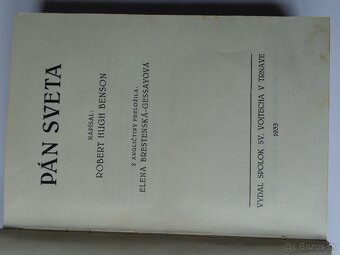 PÁN SVETA
NAPÍSAL:
ROBERT HUGH BENSON
Z ANGLIČTINY PRELOŽILA:
ELENA BRESTENSKÁ-GESSAYOVÁ
VYDAL SPOLOK SV. VOJTECHA V TRNAVE
1933